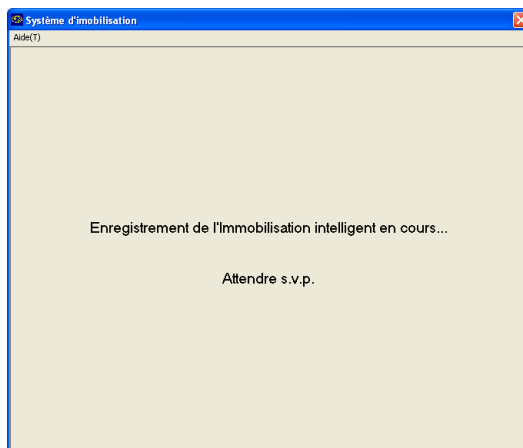 Système d'imobilisation
Aide(T)
Enregistrement de l'Immobilisation intelligent en cours...
Attendre s.v.p.